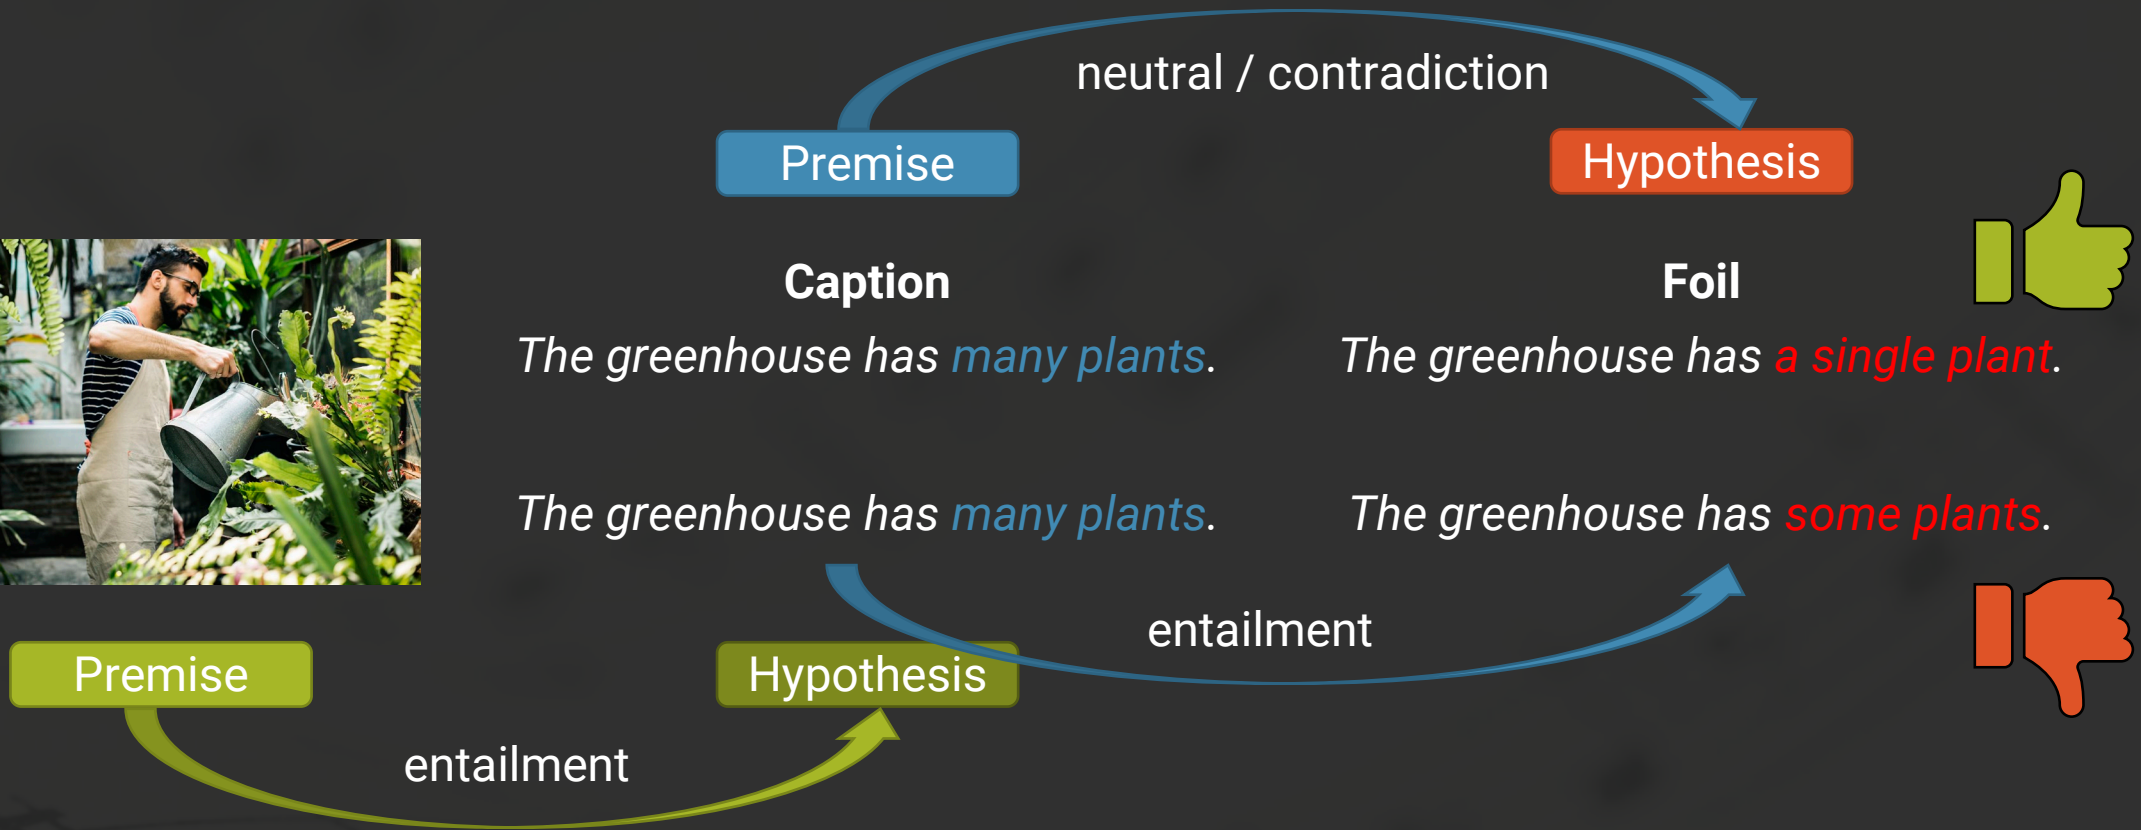 neutral / contradiction
Premise
Hypothesis
Caption
Foil
The greenhouse has many plants.
The greenhouse has a single plant.
The greenhouse has many plants.
The greenhouse has some plants.
entailment
Premise
Hypothesis
entailment